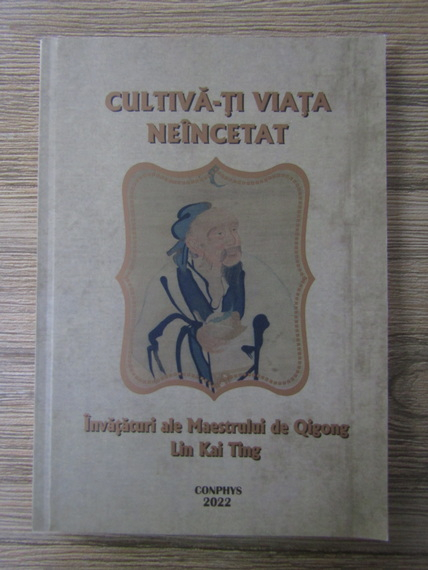 CULTIVĂ-ȚI VIAȚA
NEÎNCETAT
Învățături ale Maestrului de Qigong
Lin Kai Ting
CONPHYS
2022